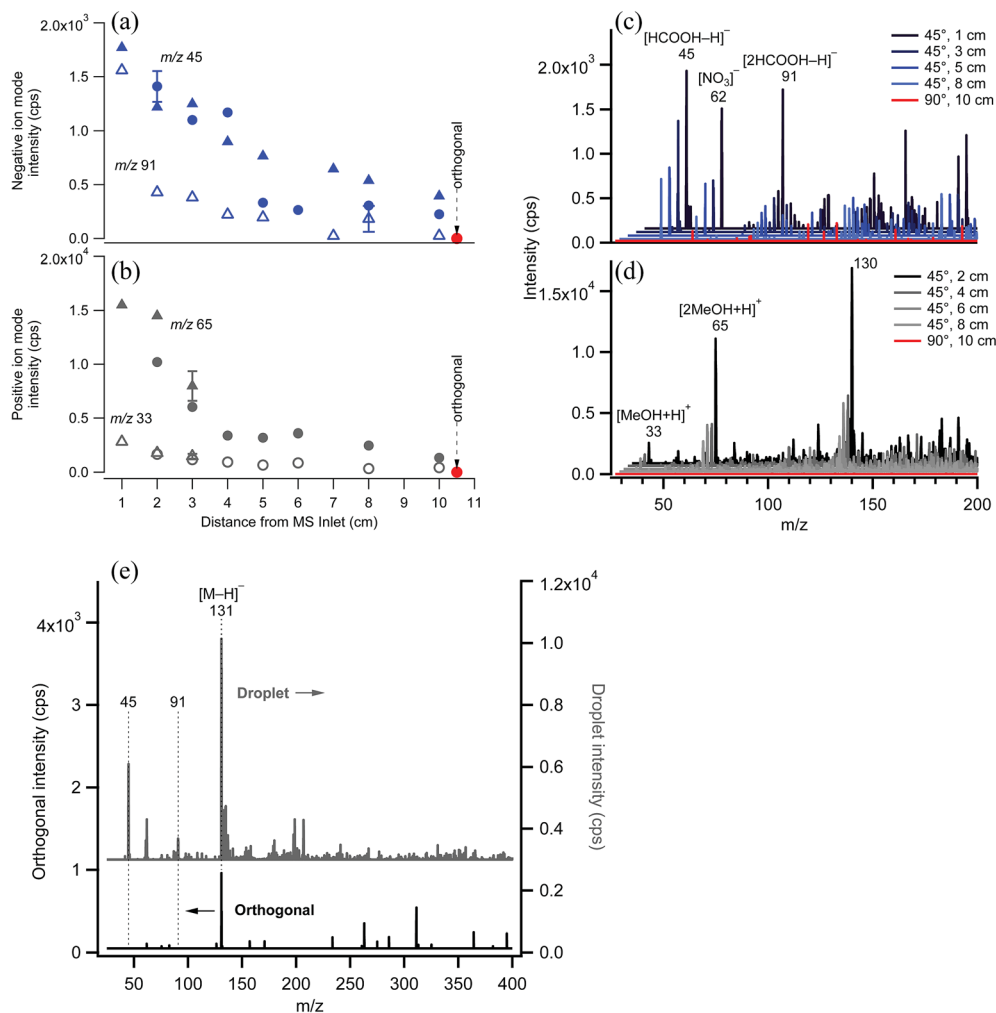 (a)
2.0x10³
1.5
1.0
0.5
0.0
Negative ion mode
intensity (cps)
m/z 45
m/z 91
orthogonal
(b)
2.0x10⁴
1.5
1.0
0.5
0.0
Positive ion mode
intensity (cps)
m/z 65
m/z 33
orthogonal
1 2 3 4 5 6 7 8 9 10 11
Distance from MS Inlet (cm)
(c)
[HCOOH–H]⁻
45
[NO₃]⁻
62
[2HCOOH–H]⁻
91
45°, 1 cm
45°, 3 cm
45°, 5 cm
45°, 8 cm
90°, 10 cm
2.0x10³
1.5
1.0
0.5
0.0
Intensity (cps)
(d)
130
[2MeOH+H]⁺
65
[MeOH+H]⁺
33
45°, 2 cm
45°, 4 cm
45°, 6 cm
45°, 8 cm
90°, 10 cm
1.5x10⁴
1.0
0.5
0.0
50 100 150 200
m/z
(e)
[M–H]⁻
131
45
91
Droplet
Orthogonal
4x10³
3
2
1
0
Orthogonal intensity (cps)
1.2x10⁴
1.0
0.8
0.6
0.4
0.2
0.0
Droplet intensity (cps)
50 100 150 200 250 300 350 400
m/z